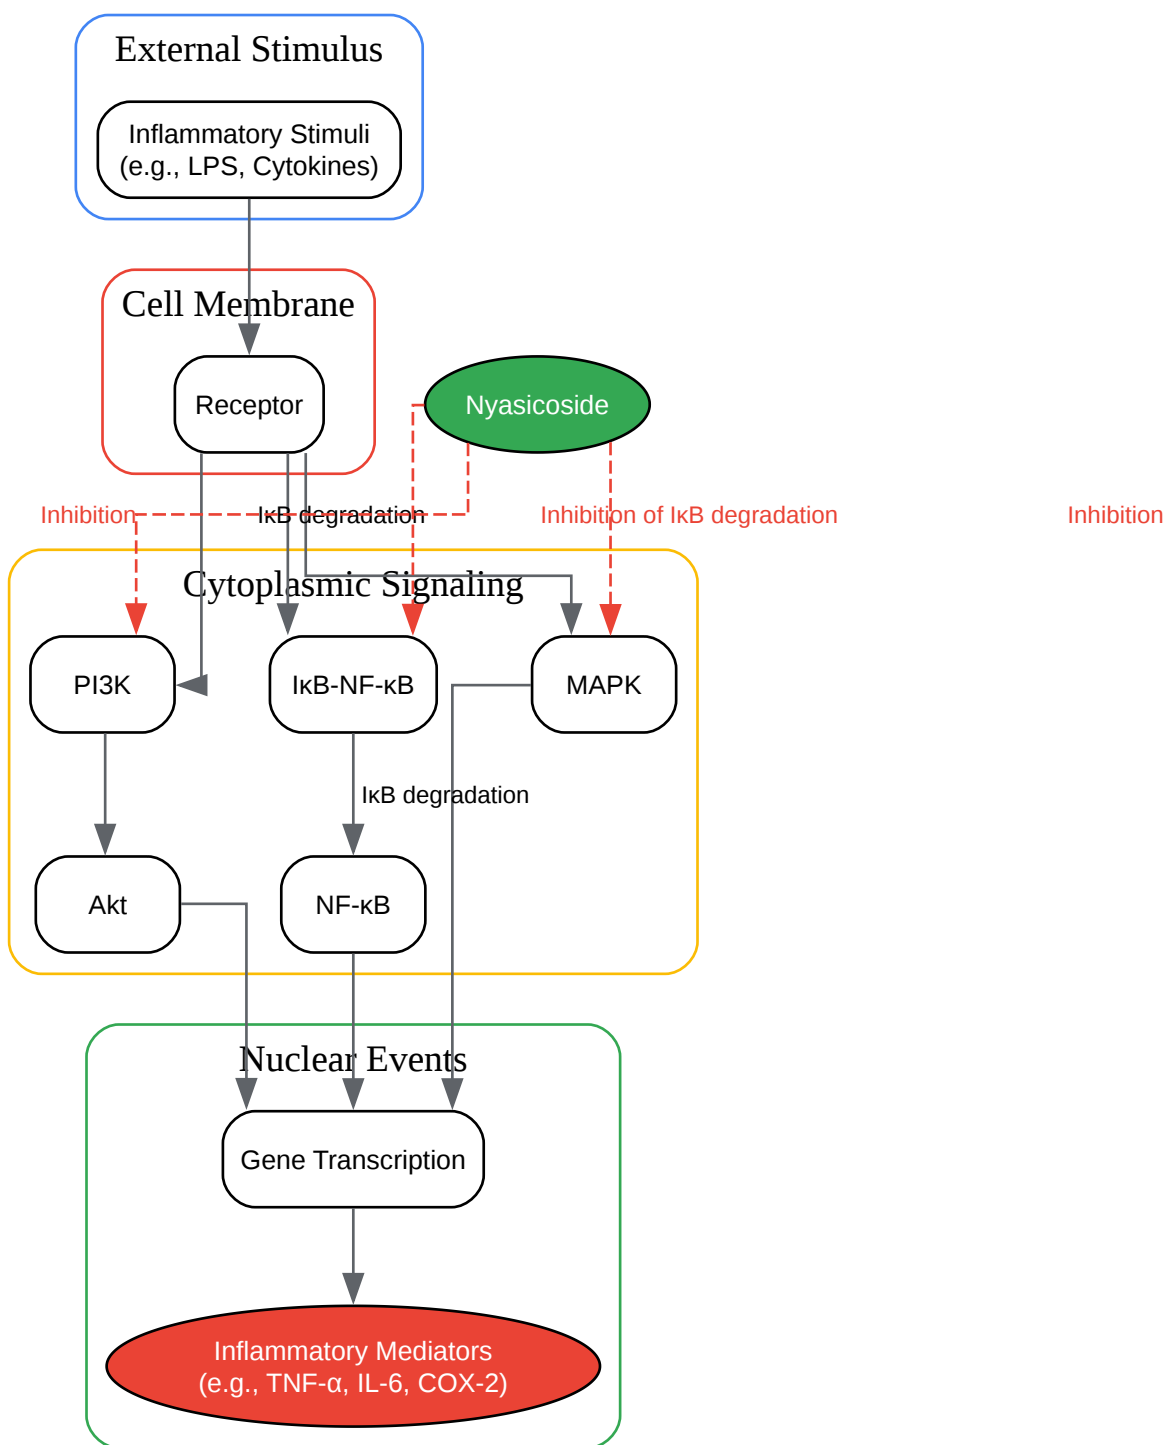 External Stimulus
Inflammatory Stimuli
(e.g., LPS, Cytokines)
Cell Membrane
Receptor
Nyasicoside
Inhibition
IκB degradation
Inhibition of IκB degradation
Inhibition
Cytoplasmic Signaling
PI3K
IκB-NF-κB
MAPK
IκB degradation
Akt
NF-κB
Nuclear Events
Gene Transcription
Inflammatory Mediators
(e.g., TNF-α, IL-6, COX-2)